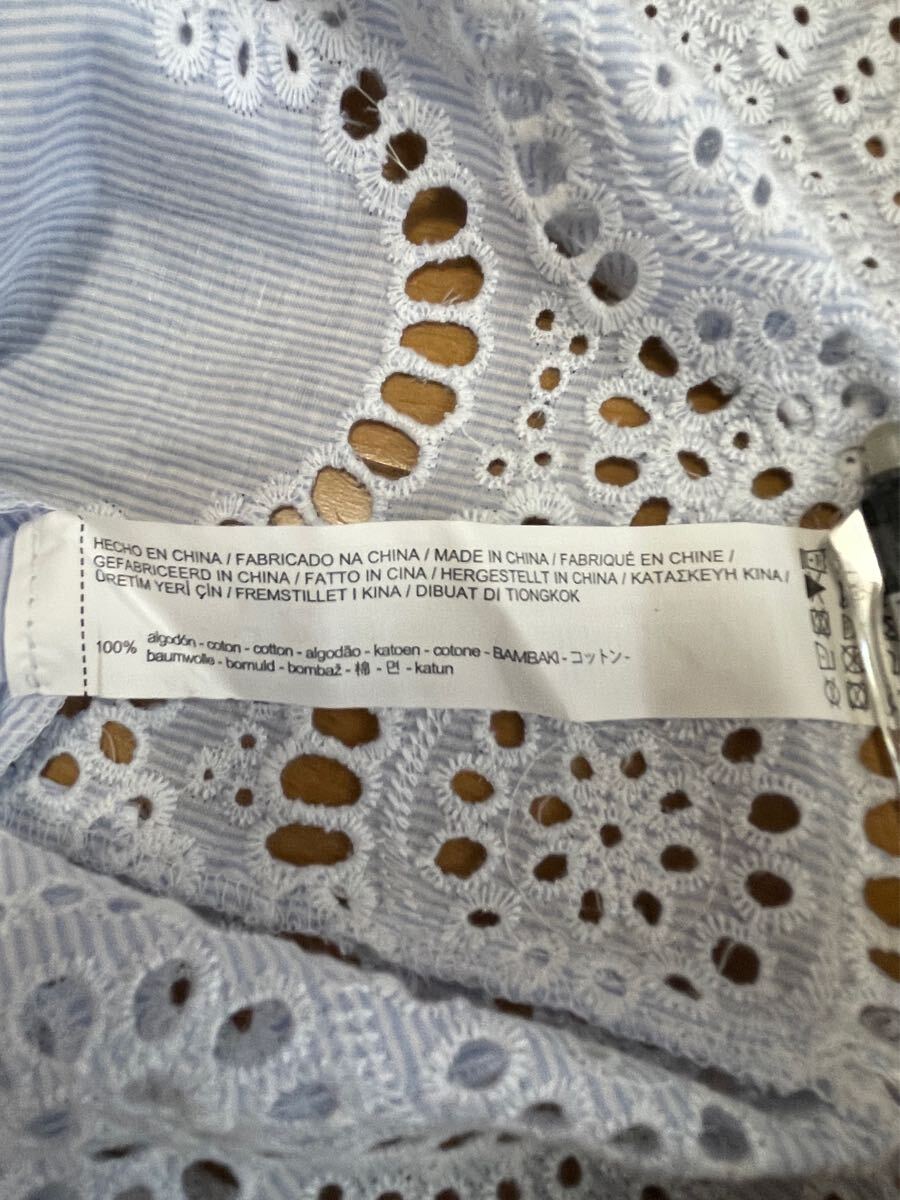 HECHO EN CHINA / FABRICADO NA CHINA / MADE IN CHINA / FABRIQUÉ EN CHINE /
GEFABRICEERD IN CHINA / FATTO IN CINA / HERGESTELLT IN CHINA / ΚΑΤΑΣΚΕΥΗ ΚΙΝΑ /
ÜRETİM YERİ ÇİN / FREMSTILLET I KINA / DIBUAT DI TIONGKOK
100% algodón - coton - cotton - algodão - katoen - cotone - BAMBAKI - コットン -
baumwolle - bomuld - bombaž - 棉 - 면 - katun